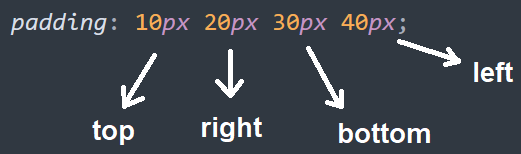 padding: 10px 20px 30px 40px;
left
top right bottom